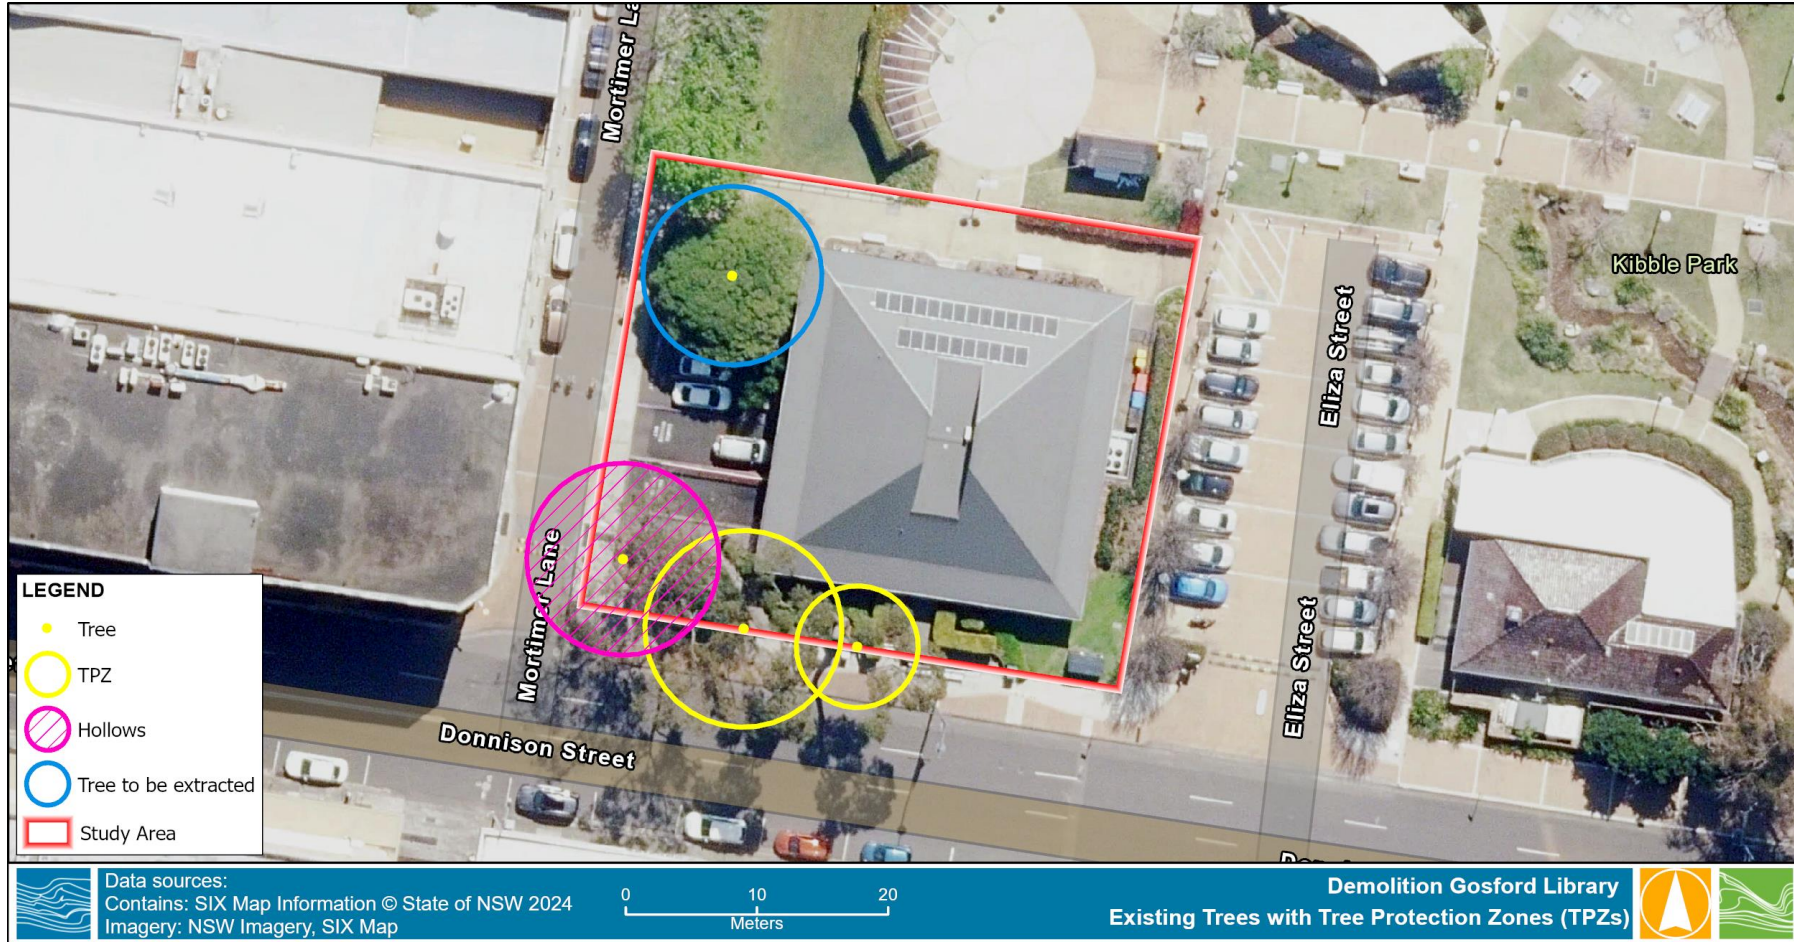 Mortimer La
Kibble Park
Eliza Street
Mortimer Lane
Eliza Street
Donnison Street
LEGEND
Tree
TPZ
Hollows
Tree to be extracted
Study Area
Data sources:
Contains: SIX Map Information © State of NSW 2024
Imagery: NSW Imagery, SIX Map
0 10 20
Meters
Demolition Gosford Library
Existing Trees with Tree Protection Zones (TPZs)